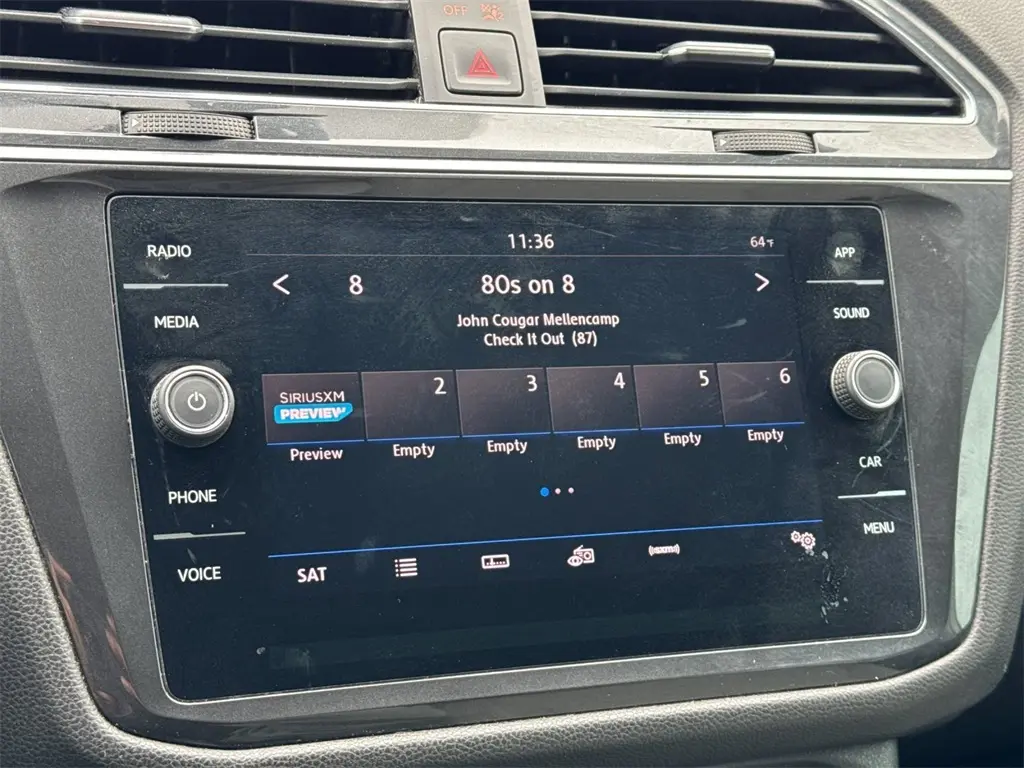 OFF
RADIO
11:36
64°F
APP
<
8
80s on 8
>
MEDIA
John Cougar Mellencamp
Check It Out (87)
SOUND
SIRIUSXM
PREVIEW
2
3
4
5
6
Preview
Empty
Empty
Empty
Empty
Empty
PHONE
CAR
MENU
VOICE
SAT